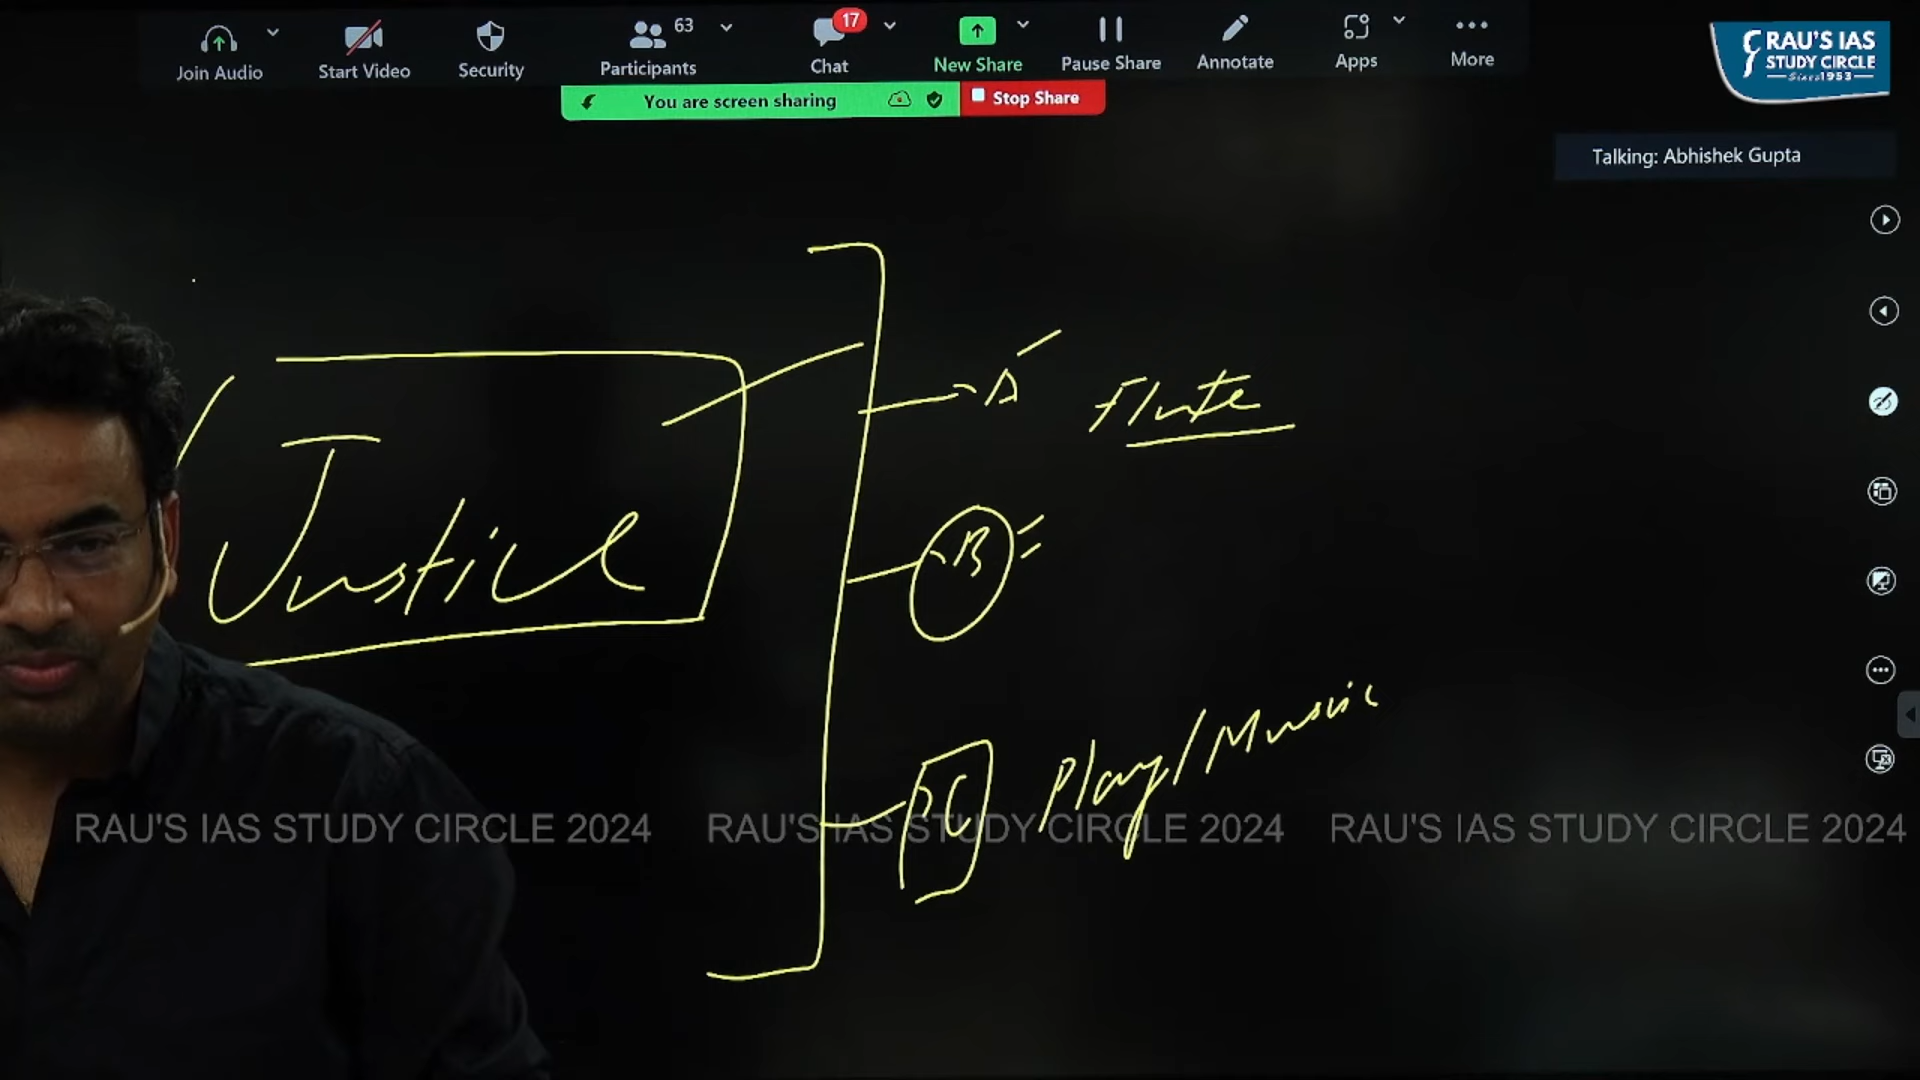 Join Audio
Start Video
Security
Participants 63
Chat 17
New Share
Pause Share
Annotate
Apps
More
You are screen sharing
Stop Share
RAU'S IAS
STUDY CIRCLE
Since 1953
Talking: Abhishek Gupta
A Flute
Justice
B
C Play/Music
RAU'S IAS STUDY CIRCLE 2024 RAU'S IAS STUDY CIRCLE 2024 RAU'S IAS STUDY CIRCLE 2024